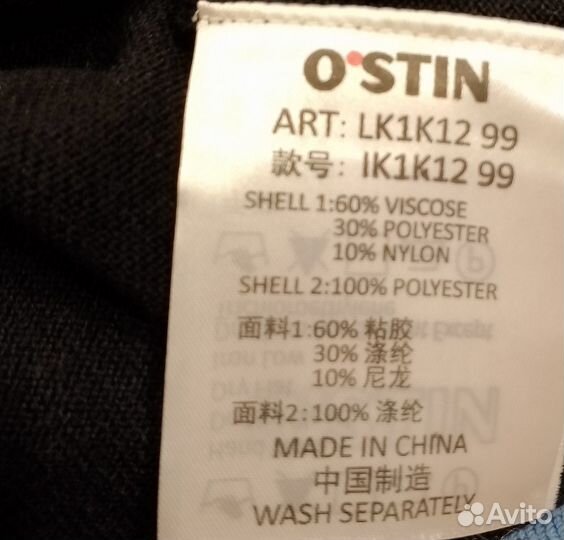 O'STIN
ART: LK1K12 99
款号: IK1K12 99
SHELL 1:60% VISCOSE
30% POLYESTER
10% NYLON
SHELL 2:100% POLYESTER
面料1:60% 粘胶
30% 涤纶
10% 尼龙
面料2:100% 涤纶
MADE IN CHINA
中国制造
WASH SEPARATELY
Avito